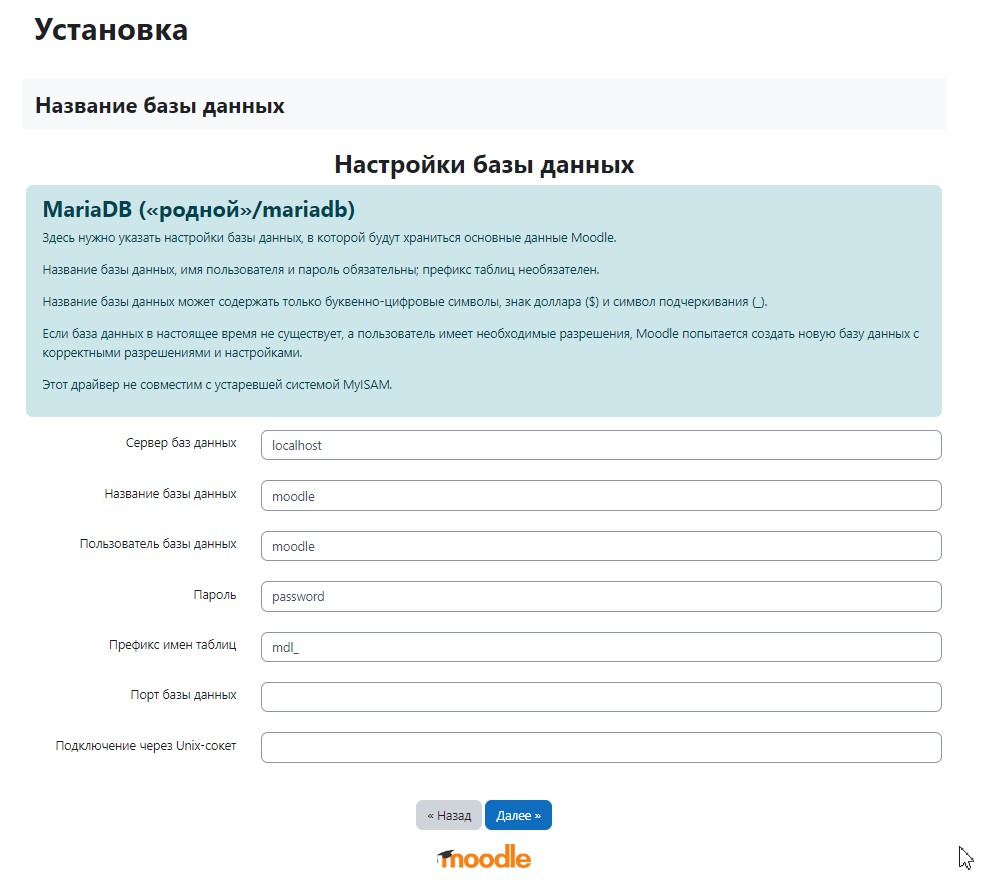 Установка
Название базы данных
Настройки базы данных
MariaDB («родной»/mariadb)
Здесь нужно указать настройки базы данных, в которой будут храниться основные данные Moodle.
Название базы данных, имя пользователя и пароль обязательны; префикс таблиц необязателен.
Название базы данных может содержать только буквенно-цифровые символы, знак доллара ($) и символ подчеркивания (_).
Если база данных в настоящее время не существует, а пользователь имеет необходимые разрешения, Moodle попытается создать новую базу данных с
корректными разрешениями и настройками.
Этот драйвер не совместим с устаревшей системой MyISAM.
Сервер баз данных localhost
Название базы данных moodle
Пользователь базы данных moodle
Пароль password
Префикс имен таблиц mdl_
Порт базы данных
Подключение через Unix-сокет
« Назад Далее »
moodle